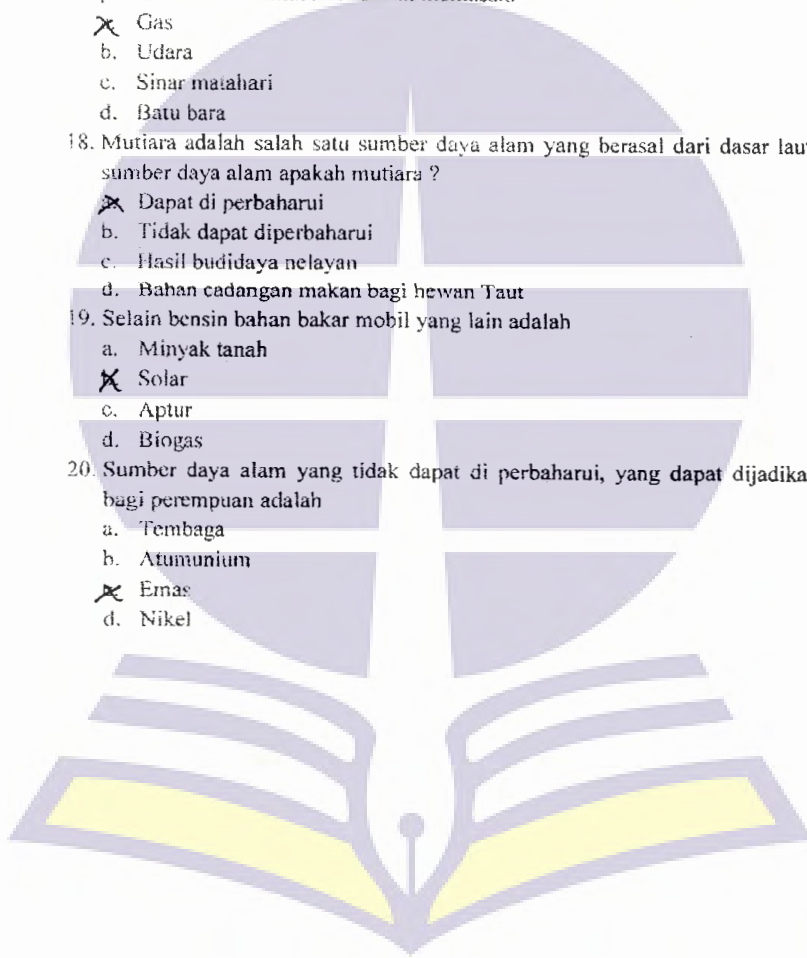 Gas
b. Udara
c. Sinar matahari
d. Batu bara
18. Mutiara adalah salah satu sumber daya alam yang berasal dari dasar lau
sumber daya alam apakah mutiara ?
Dapat di perbaharui
b. Tidak dapat diperbaharui
c. Hasil budidaya nelayan
d. Bahan cadangan makan bagi hewan Taut
19. Selain bensin bahan bakar mobil yang lain adalah
a. Minyak tanah
Solar
c. Aptur
d. Biogas
20. Sumber daya alam yang tidak dapat di perbaharui, yang dapat dijadika
bagi perempuan adalah
a. Tembaga
b. Atumunium
Emas
d. Nikel